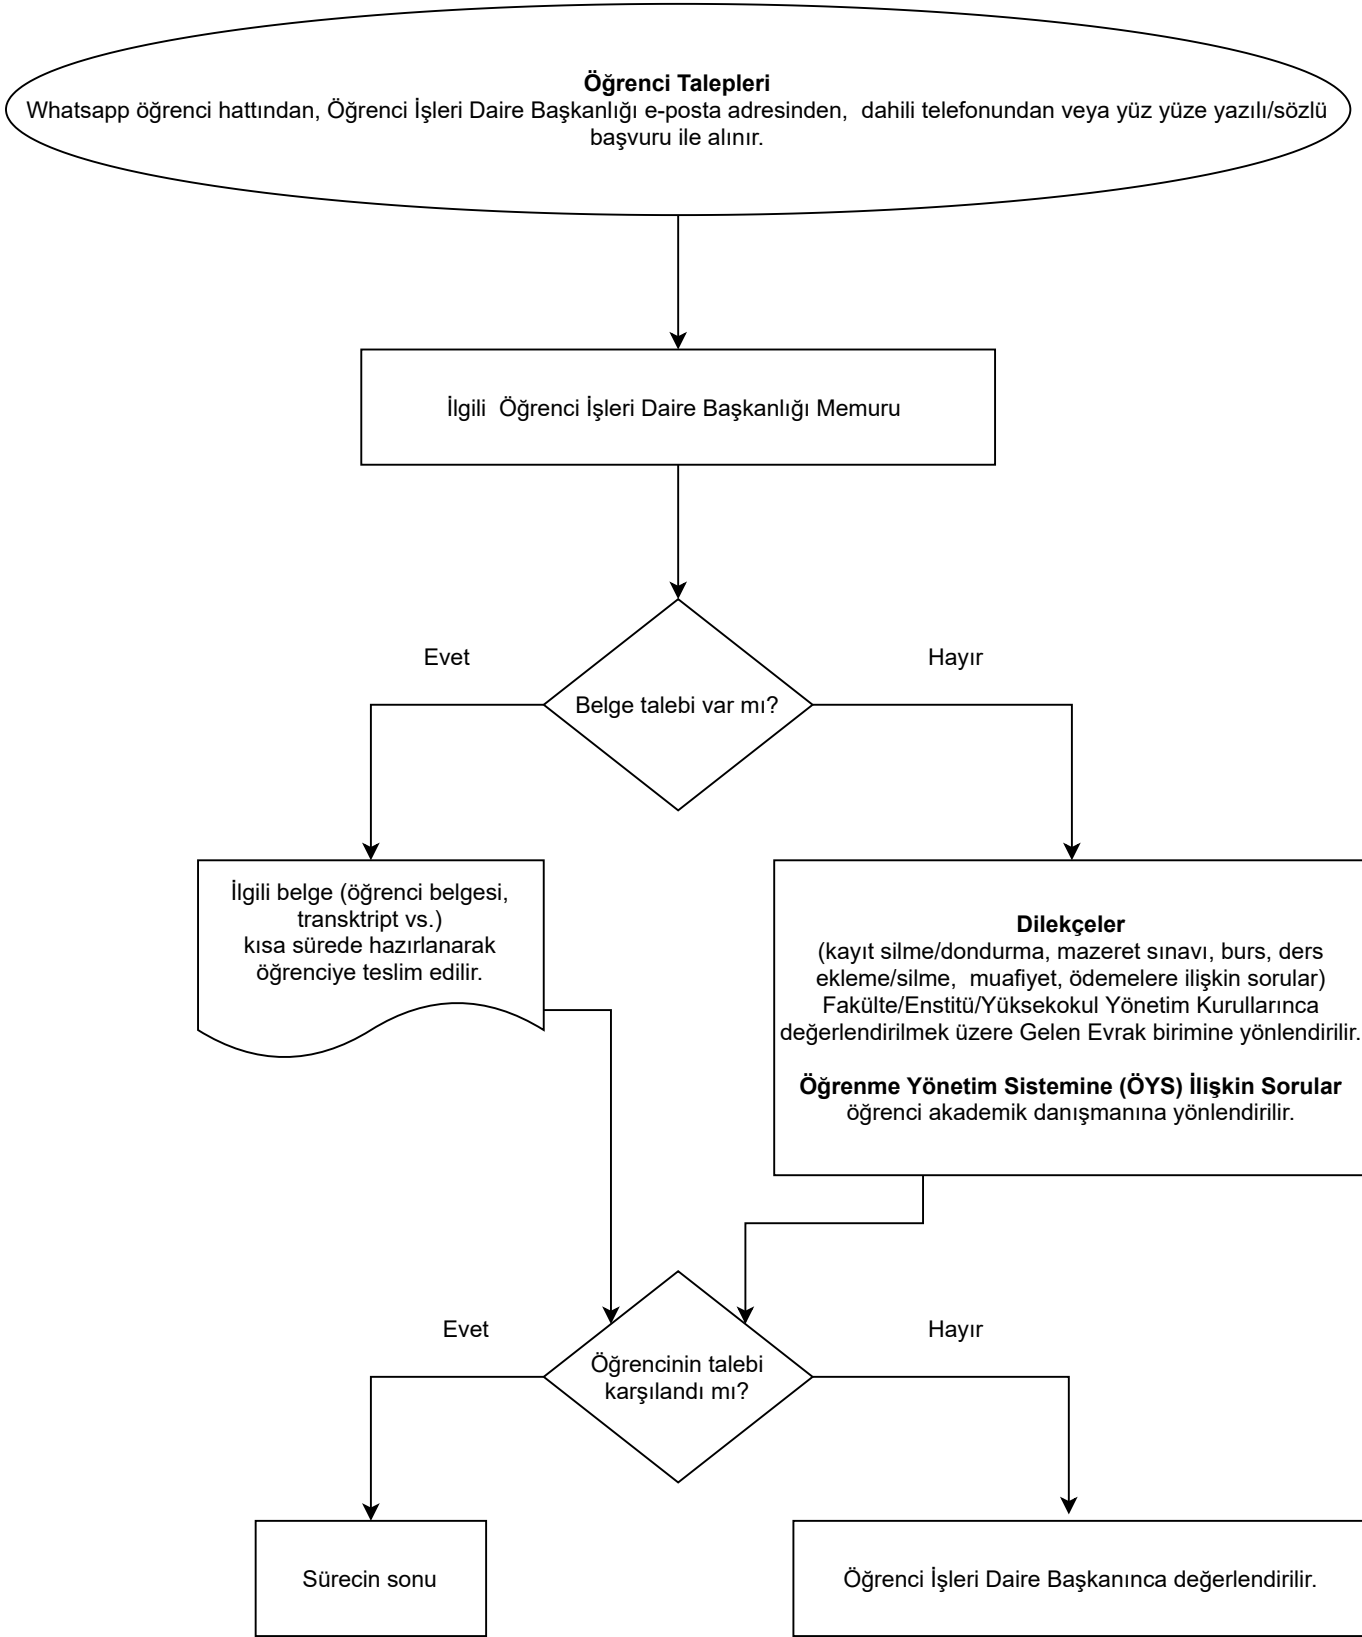 Öğrenci Talepleri
Whatsapp öğrenci hattından, Öğrenci İşleri Daire Başkanlığı e-posta adresinden,  dahili telefonundan veya yüz yüze yazılı/sözlü
başvuru ile alınır.
İlgili  Öğrenci İşleri Daire Başkanlığı Memuru
Evet
Hayır
Belge talebi var mı?
İlgili belge (öğrenci belgesi,
transktript vs.)
kısa sürede hazırlanarak
öğrenciye teslim edilir.
Dilekçeler
(kayıt silme/dondurma, mazeret sınavı, burs, ders
ekleme/silme,  muafiyet, ödemelere ilişkin sorular)
Fakülte/Enstitü/Yüksekokul Yönetim Kurullarınca
değerlendirilmek üzere Gelen Evrak birimine yönlendirilir.
Öğrenme Yönetim Sistemine (ÖYS) İlişkin Sorular
öğrenci akademik danışmanına yönlendirilir.
Evet
Hayır
Öğrencinin talebi
karşılandı mı?
Sürecin sonu
Öğrenci İşleri Daire Başkanınca değerlendirilir.